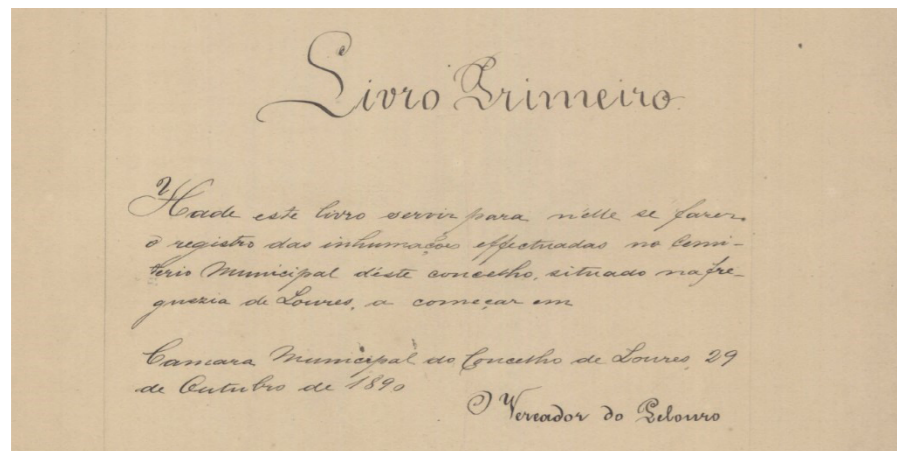 Livro Primeiro
Hade este livro servir para n'elle se fazer
o registro das inhumações effectuadas no Cemi-
terio Municipal déste concelho, situado na fre
guezia de Loures, a começar em
Camara Municipal do Concelho de Loures, 29
de Outubro de 1890
O Vereador do Pelouro